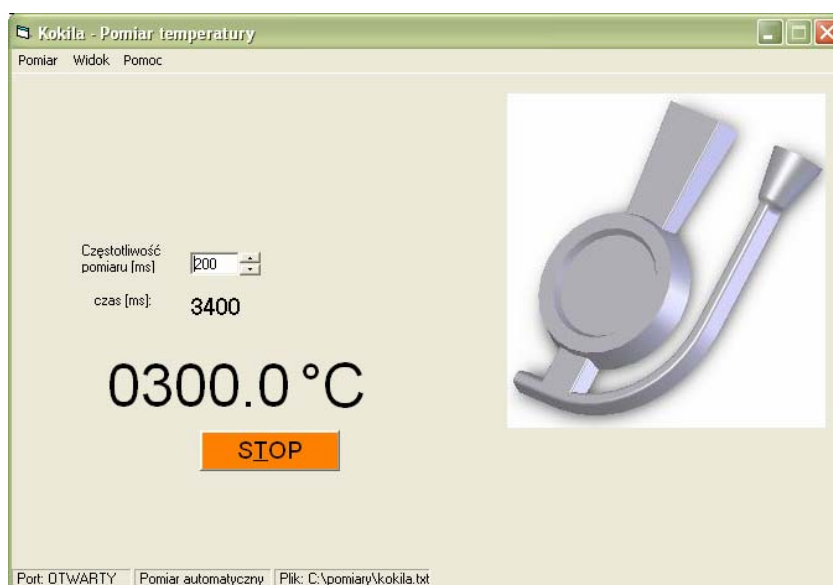 Kokila - Pomiar temperatury
Pomiar Widok Pomoc
Częstotliwość
pomiaru [ms]
200
czas [ms]:
3400
0300.0 °C
STOP
Port: OTWARTY Pomiar automatyczny Plik: C:\pomiary\kokila.txt